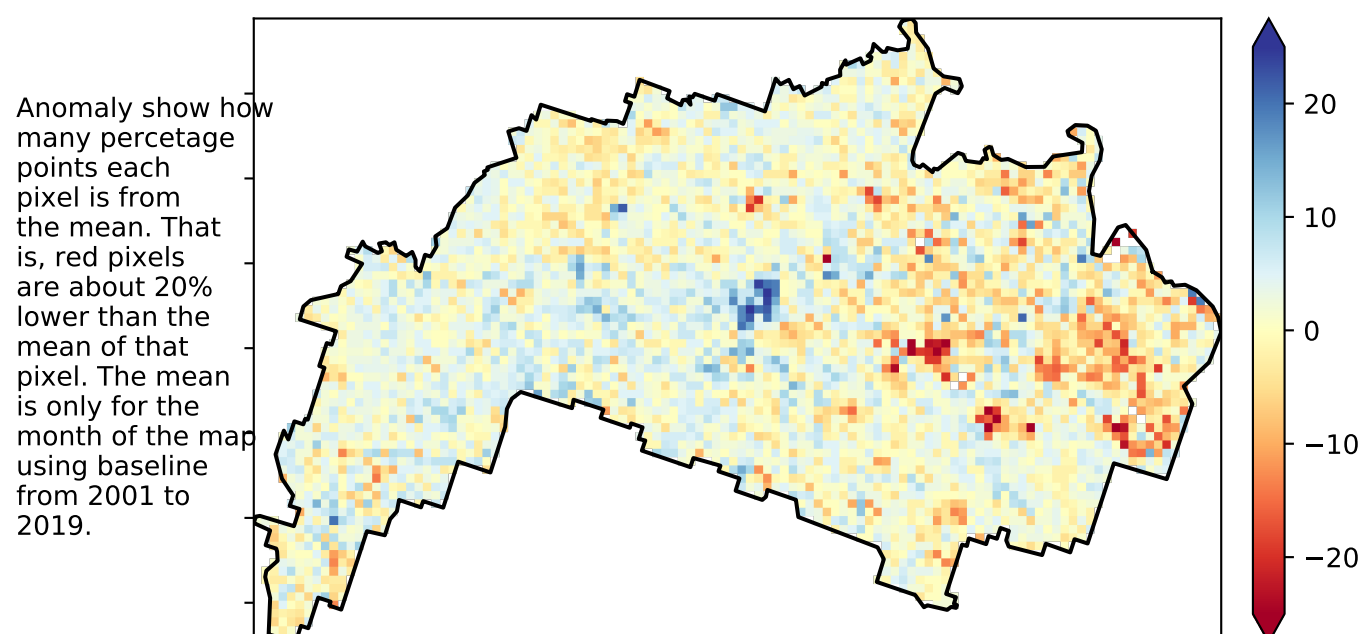 Anomaly show how
many percetage
points each
pixel is from
the mean. That
is, red pixels
are about 20%
lower than the
mean of that
pixel. The mean
is only for the
month of the map
using baseline
from 2001 to
2019.
20
10
0
−10
−20